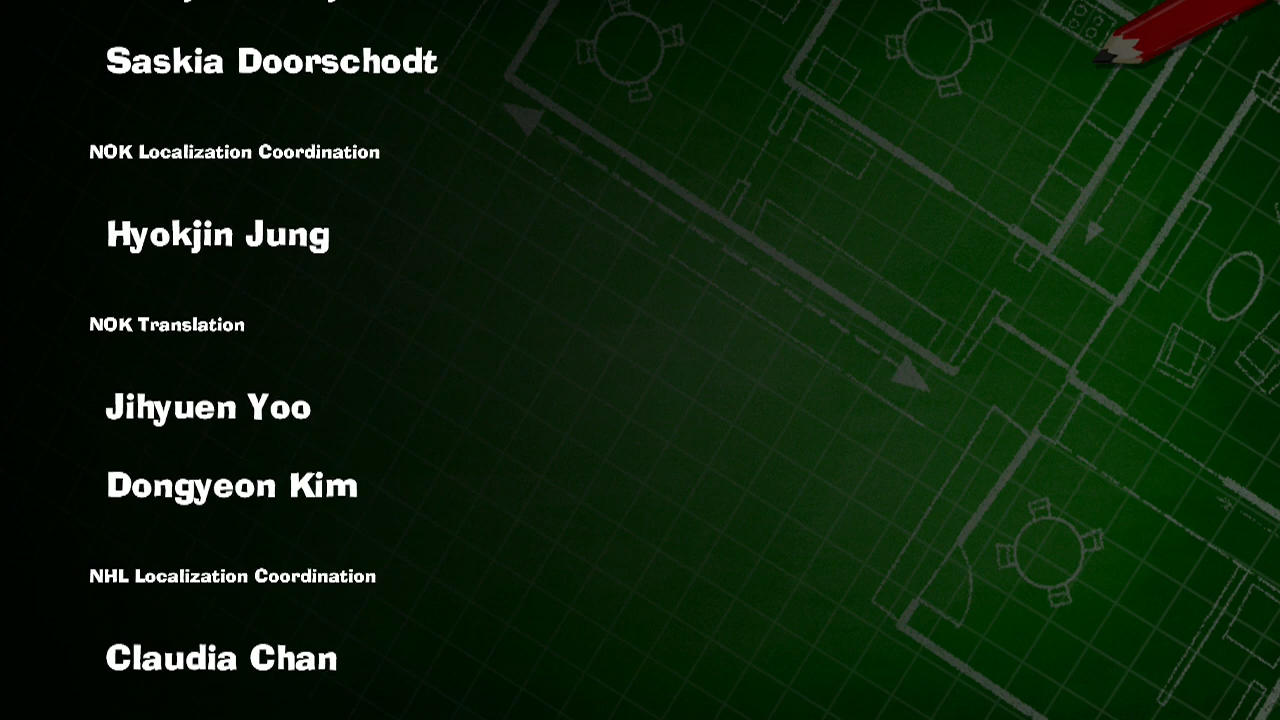 Saskia Doorschodt
NOK Localization Coordination
Hyokjin Jung
NOK Translation
Jihyuen Yoo
Dongyeon Kim
NHL Localization Coordination
Claudia Chan